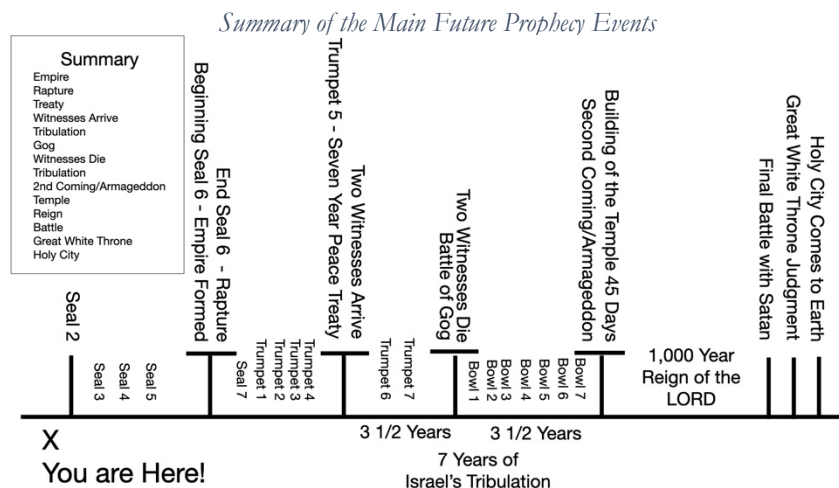 Summary of the Main Future Prophecy Events
Summary
Empire
Rapture
Treaty
Witnesses Arrive
Tribulation
Gog
Witnesses Die
Tribulation
2nd Coming/Armageddon
Temple
Reign
Battle
Great White Throne
Holy City
Seal 2
Seal 3
Seal 4
Seal 5
Beginning Seal 6 - Empire Formed
End Seal 6 - Rapture
Seal 7
Trumpet 1
Trumpet 2
Trumpet 3
Trumpet 4
Trumpet 5 - Seven Year Peace Treaty
Two Witnesses Arrive
Trumpet 6
Trumpet 7
Two Witnesses Die
Battle of Gog
Bowl 1
Bowl 2
Bowl 3
Bowl 4
Bowl 5
Bowl 6
Bowl 7
Building of the Temple 45 Days
Second Coming/Armageddon
1,000 Year
Reign of the
LORD
Final Battle with Satan
Great White Throne Judgment
Holy City Comes to Earth
X
You are Here!
3 1/2 Years
3 1/2 Years
7 Years of
Israel's Tribulation